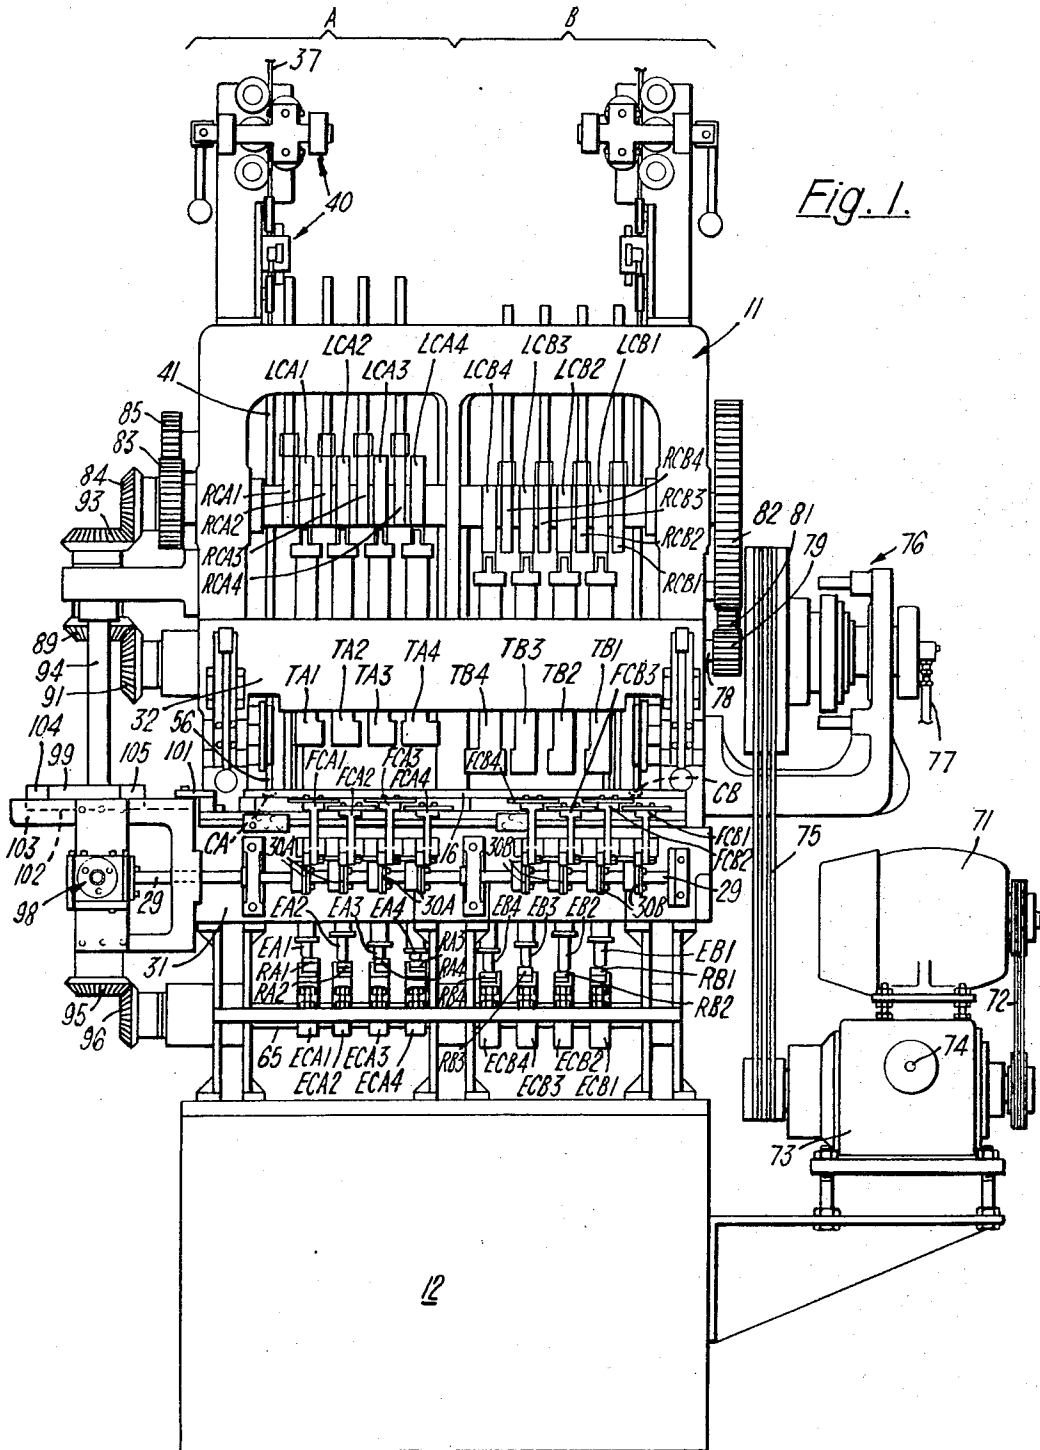 A B
37
40
Fig. 1.
11
LCA2 LCA4 LCB3 LCB1
LCA1 LCA3 LCB4 LCB2
41
85
83
84
93
RCA1
RCA2
RCA3
RCA4
RCB4
RCB3
RCB2
RCB1
82 81 79 76
89
94
91
32
104 99 56 105 101
TA2 TA4 TB3 TB1
TA1 TA3 TB4 TB2 FCB3
78
77
FCA1 FCA3 FCB4
FCA2 FCA4
CB
CA
103
102
98
29
30A 16 30B
FCB1
FCB2
75
71
29
31
EA2 EA3 EA4 30A EB4 EB3 EB2 30B
EA1
RA1
RA2
RA3
RA4
RB4
EB1
RB1
RB2
72
95
96
65
ECA1 ECA3 RB3 ECB4 ECB2
ECA2 ECA4 ECB3 ECB1
74
73
12